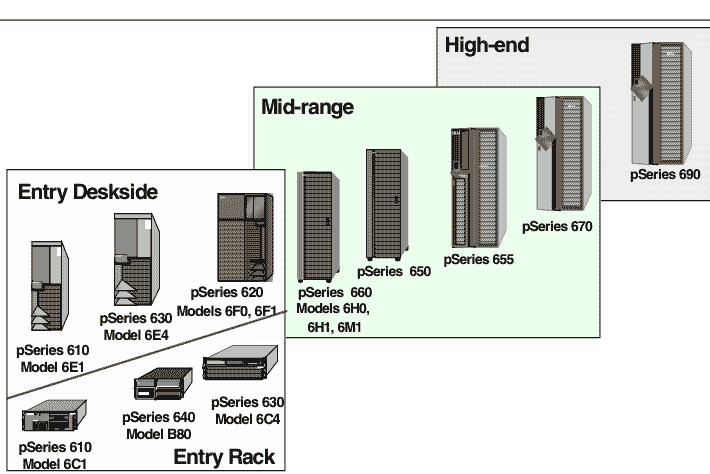 High-end
pSeries 690
Mid-range
pSeries 670
pSeries 655
pSeries 650
pSeries 660
Models 6H0,
6H1, 6M1
Entry Deskside
pSeries 620
Models 6F0, 6F1
pSeries 630
Model 6E4
pSeries 610
Model 6E1
pSeries 630
Model 6C4
pSeries 640
Model B80
pSeries 610
Model 6C1
Entry Rack